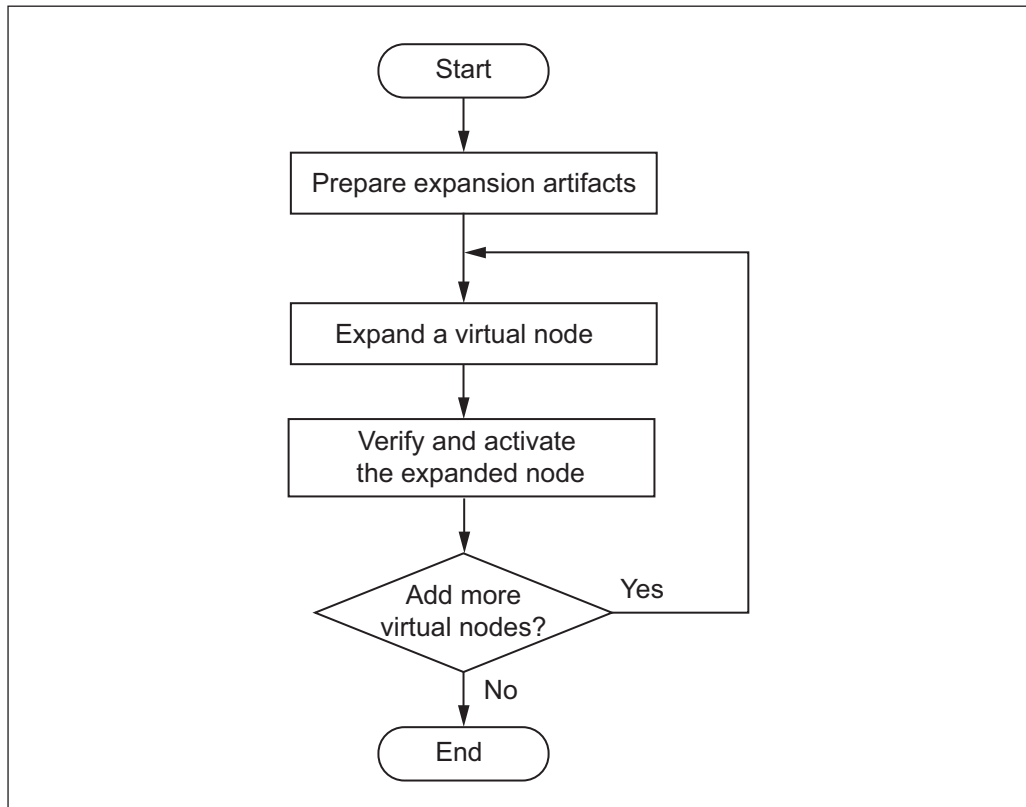 Start
Prepare expansion artifacts
Expand a virtual node
Verify and activate
the expanded node
Add more
virtual nodes?
Yes
No
End